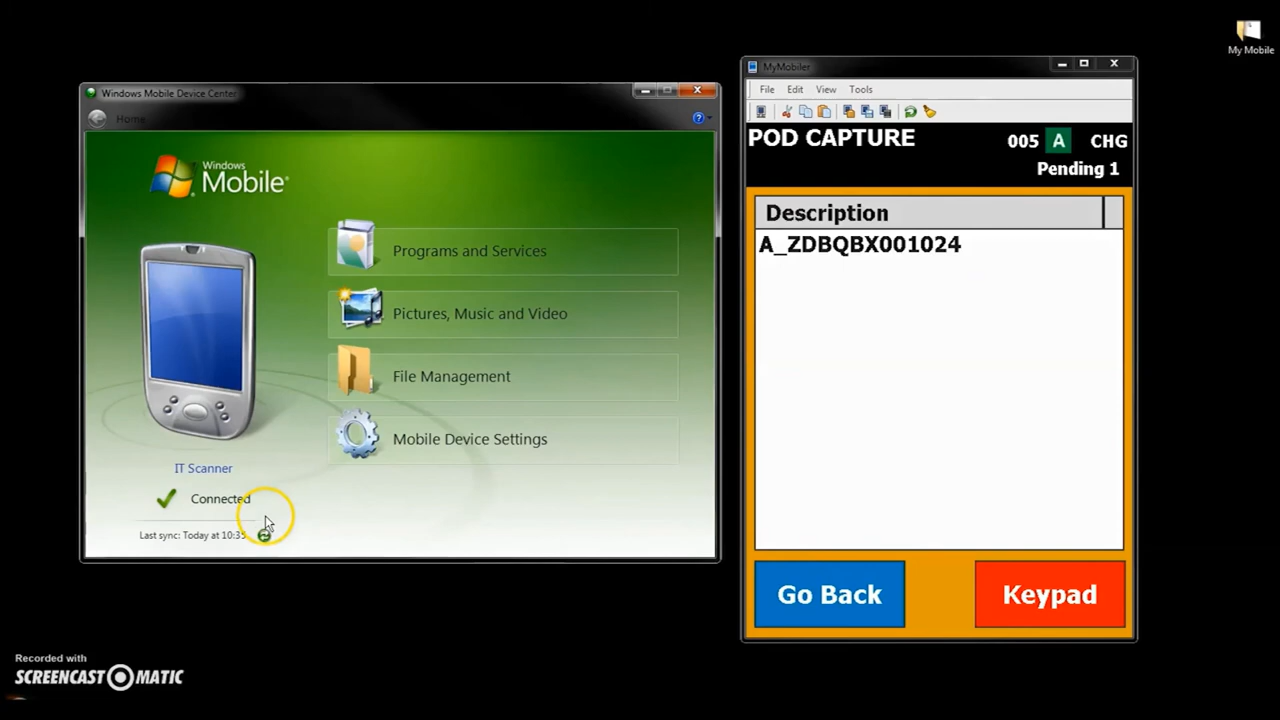 My Mobile
Windows Mobile Device Center
Home
Windows
Mobile
Programs and Services
Pictures, Music and Video
File Management
Mobile Device Settings
IT Scanner
Connected
Last sync: Today at 10:35
MyMobiler
File Edit View Tools
POD CAPTURE
005 A CHG
Pending 1
Description
A_ZDBQBX001024
Go Back
Keypad
Recorded with
SCREENCAST MATIC